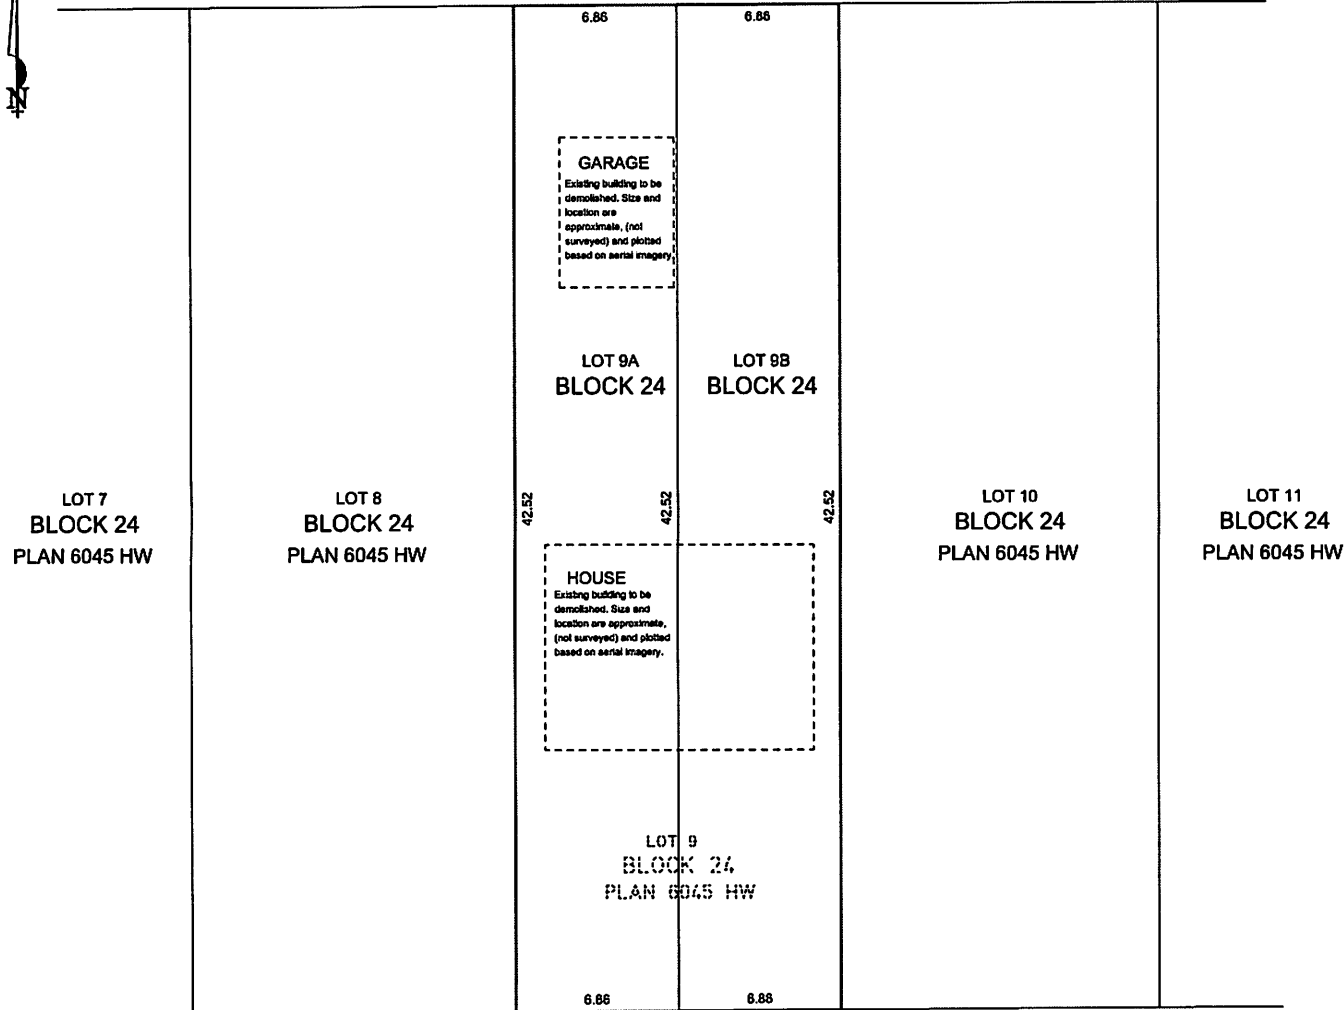 6.86 6.86
N
GARAGE
Existing building to be
demolished. Size and
location are
approximate, (not
surveyed) and plotted
based on aerial imagery
LOT 9A
BLOCK 24
LOT 9B
BLOCK 24
LOT 7
BLOCK 24
PLAN 6045 HW
LOT 8
BLOCK 24
PLAN 6045 HW
42.52
42.52
42.52
LOT 10
BLOCK 24
PLAN 6045 HW
LOT 11
BLOCK 24
PLAN 6045 HW
HOUSE
Existing building to be
demolished. Size and
location are approximate,
(not surveyed) and plotted
based on aerial imagery.
LOT 9
BLOCK 24
PLAN 6045 HW
6.86 6.86